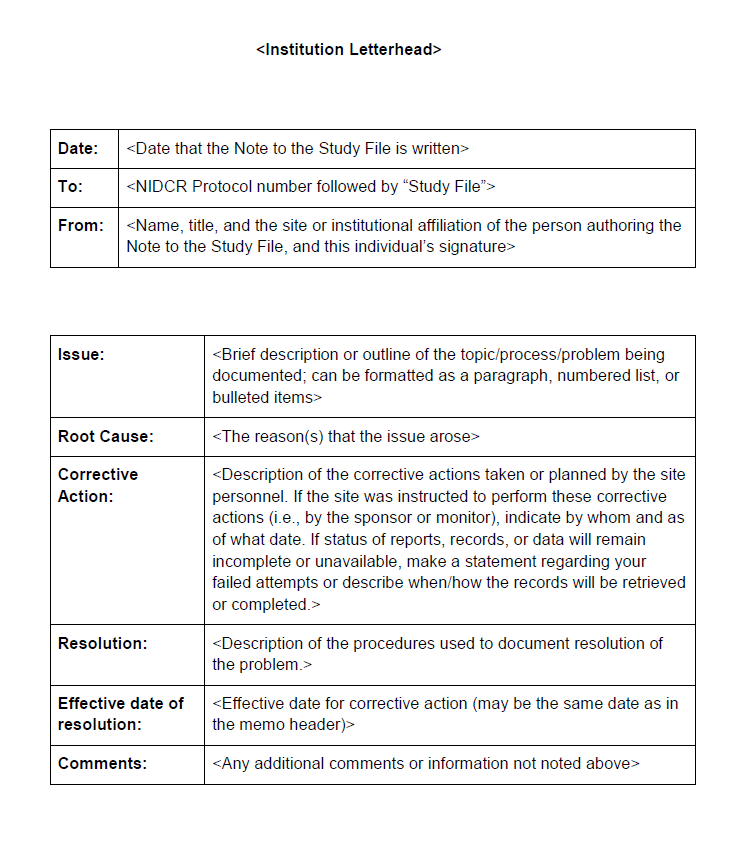 <Institution Letterhead>
Date: <Date that the Note to the Study File is written>
To: <NIDCR Protocol number followed by “Study File”>
From: <Name, title, and the site or institutional affiliation of the person authoring the
Note to the Study File, and this individual’s signature>
Issue: <Brief description or outline of the topic/process/problem being
documented; can be formatted as a paragraph, numbered list, or
bulleted items>
Root Cause: <The reason(s) that the issue arose>
Corrective
Action:
<Description of the corrective actions taken or planned by the site
personnel. If the site was instructed to perform these corrective
actions (i.e., by the sponsor or monitor), indicate by whom and as
of what date. If status of reports, records, or data will remain
incomplete or unavailable, make a statement regarding your
failed attempts or describe when/how the records will be retrieved
or completed.>
Resolution: <Description of the procedures used to document resolution of
the problem.>
Effective date of
resolution:
<Effective date for corrective action (may be the same date as in
the memo header)>
Comments: <Any additional comments or information not noted above>